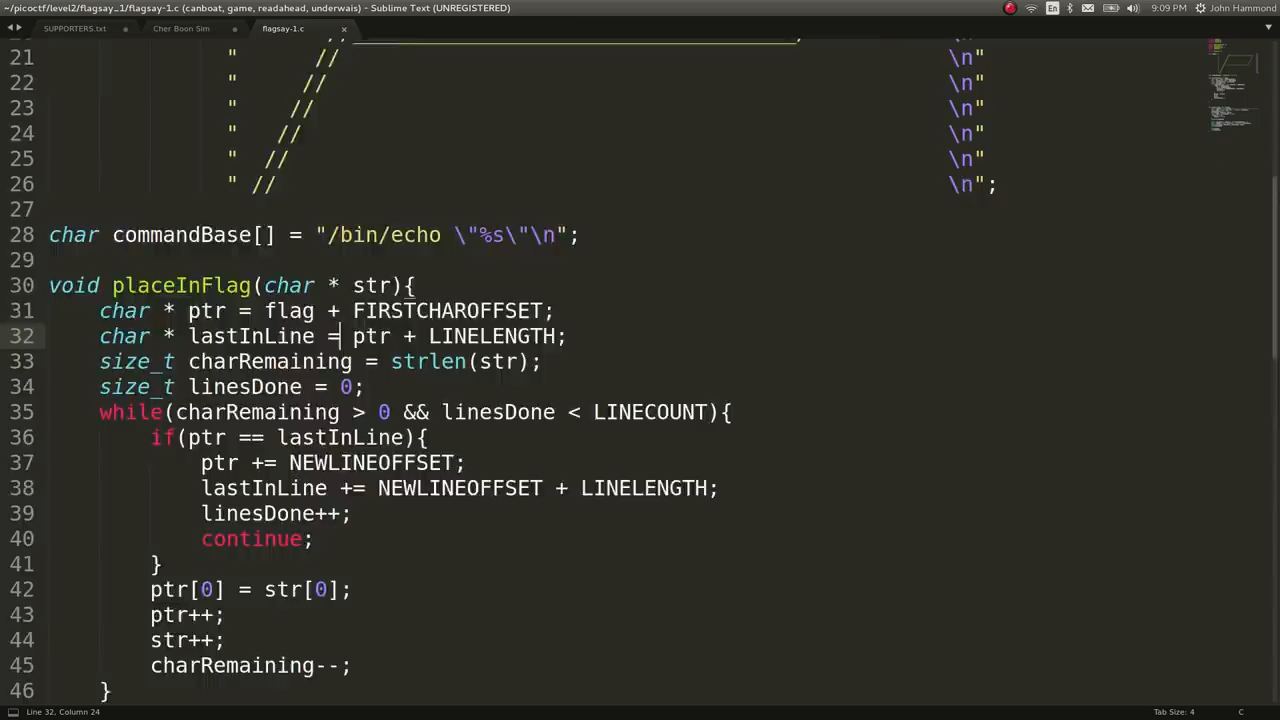 ~/picoctf/level2/flagsay_1/flagsay-1.c (canboat, game, readahead, underwais) - Sublime Text (UNREGISTERED)
En
9:09 PM
John Hammond
SUPPORTERS.txt
Cher Boon Sim
flagsay-1.c
21 " // \n"
22 " // \n"
23 " // \n"
24 " // \n"
25 " // \n"
26 " // \n";
27
28 char commandBase[] = "/bin/echo \"%s\"\n";
29
30 void placeInFlag(char * str){
31 char * ptr = flag + FIRSTCHAROFFSET;
32 char * lastInLine = ptr + LINELENGTH;
33 size_t charRemaining = strlen(str);
34 size_t linesDone = 0;
35 while(charRemaining > 0 && linesDone < LINECOUNT){
36 if(ptr == lastInLine){
37 ptr += NEWLINEOFFSET;
38 lastInLine += NEWLINEOFFSET + LINELENGTH;
39 linesDone++;
40 continue;
41 }
42 ptr[0] = str[0];
43 ptr++;
44 str++;
45 charRemaining--;
46 }
Line 32, Column 24
Tab Size: 4
C